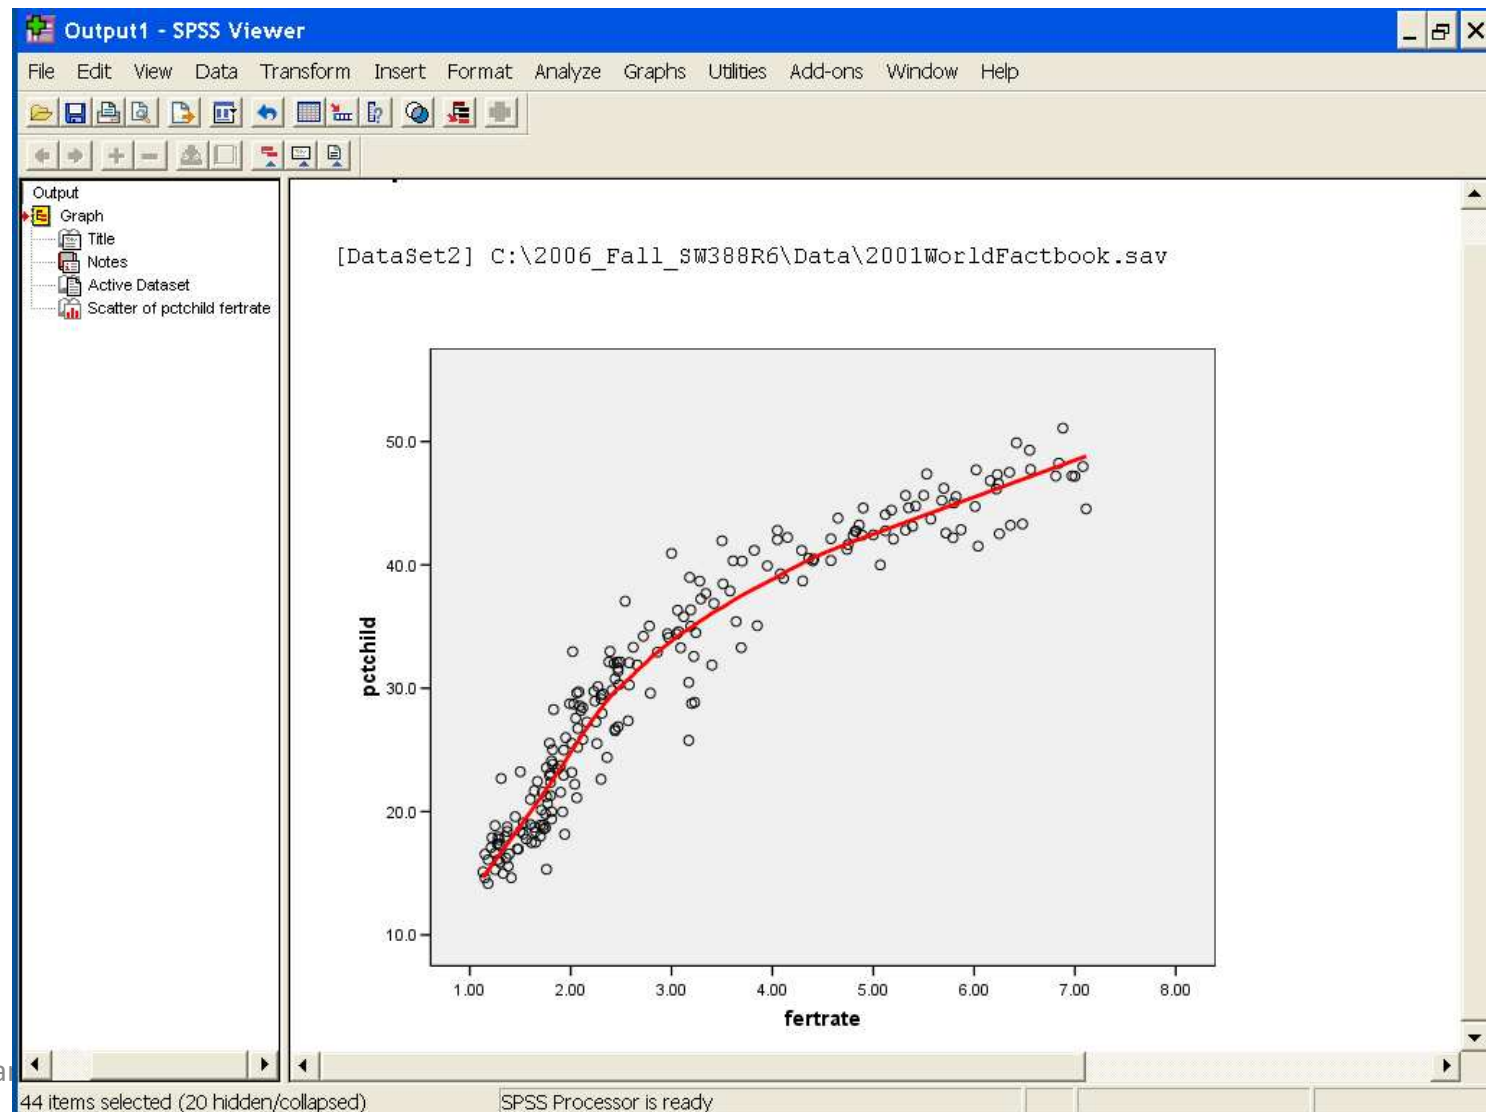 Output1 - SPSS Viewer
File Edit View Data Transform Insert Format Analyze Graphs Utilities Add-ons Window Help
Output
Graph
Title
Notes
Active Dataset
Scatter of pctchild fertrate
[DataSet2] C:\2006_Fall_SW388R6\Data\2001WorldFactbook.sav
50.0
40.0
30.0
20.0
10.0
pctchild
1.00 2.00 3.00 4.00 5.00 6.00 7.00 8.00
fertrate
44 items selected (20 hidden/collapsed) SPSS Processor is ready